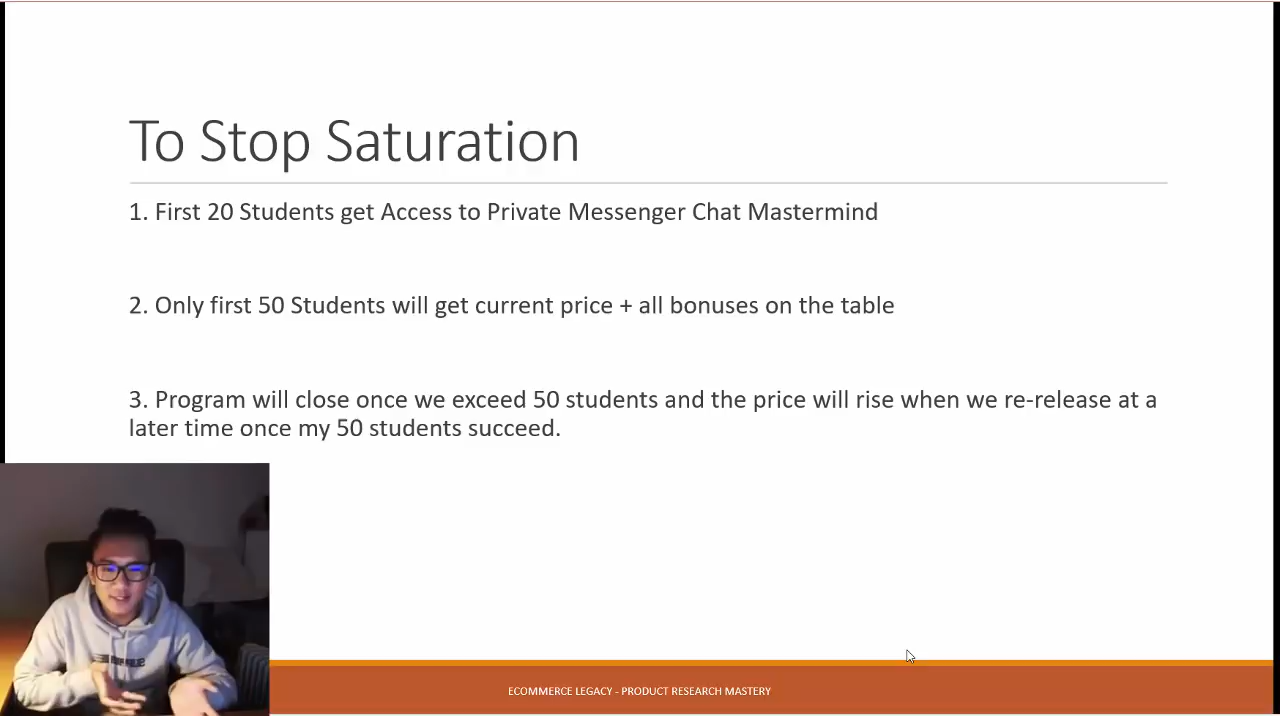 To Stop Saturation
1. First 20 Students get Access to Private Messenger Chat Mastermind
2. Only first 50 Students will get current price + all bonuses on the table
3. Program will close once we exceed 50 students and the price will rise when we re-release at a
later time once my 50 students succeed.
ECOMMERCE LEGACY - PRODUCT RESEARCH MASTERY